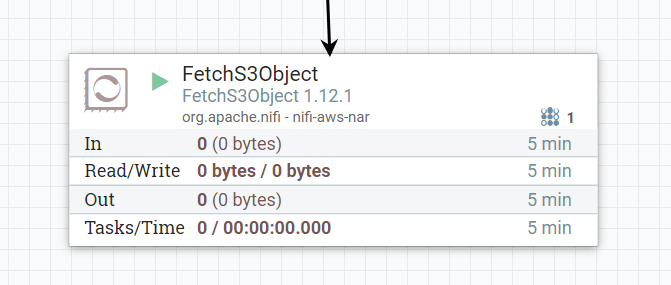 FetchS3Object
FetchS3Object 1.12.1
org.apache.nifi - nifi-aws-nar
1
In 0 (0 bytes) 5 min
Read/Write 0 bytes / 0 bytes 5 min
Out 0 (0 bytes) 5 min
Tasks/Time 0 / 00:00:00.000 5 min